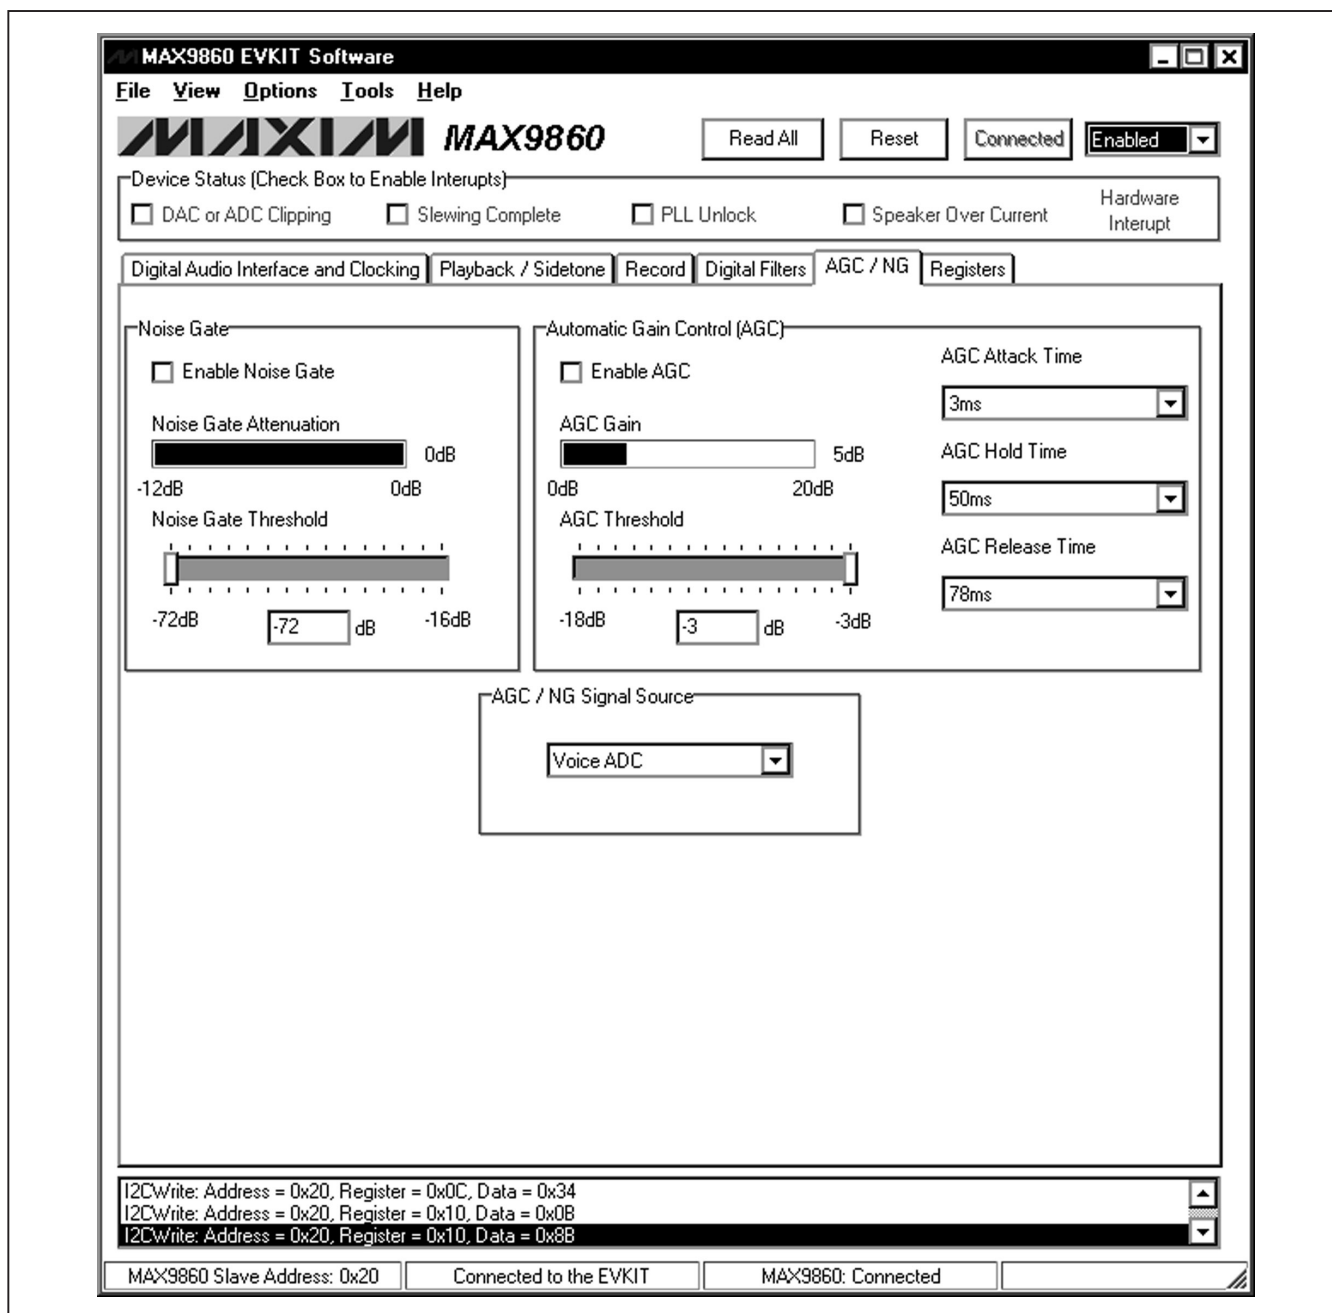 MAX9860 EVKIT Software
File View Options Tools Help
MAXIM MAX9860 Read All Reset Connected Enabled
Device Status (Check Box to Enable Interupts)
DAC or ADC Clipping Slewing Complete PLL Unlock Speaker Over Current Hardware Interupt
Digital Audio Interface and Clocking Playback / Sidetone Record Digital Filters AGC / NG Registers
Noise Gate
Enable Noise Gate
Noise Gate Attenuation
0dB
-12dB 0dB
Noise Gate Threshold
-72dB -72 dB -16dB
Automatic Gain Control (AGC)
Enable AGC
AGC Gain
5dB
0dB 20dB
AGC Threshold
-18dB -3 dB -3dB
AGC Attack Time
3ms
AGC Hold Time
50ms
AGC Release Time
78ms
AGC / NG Signal Source
Voice ADC
I2CWrite: Address = 0x20, Register = 0x0C, Data = 0x34
I2CWrite: Address = 0x20, Register = 0x10, Data = 0x0B
I2CWrite: Address = 0x20, Register = 0x10, Data = 0x8B
MAX9860 Slave Address: 0x20 Connected to the EVKIT MAX9860: Connected